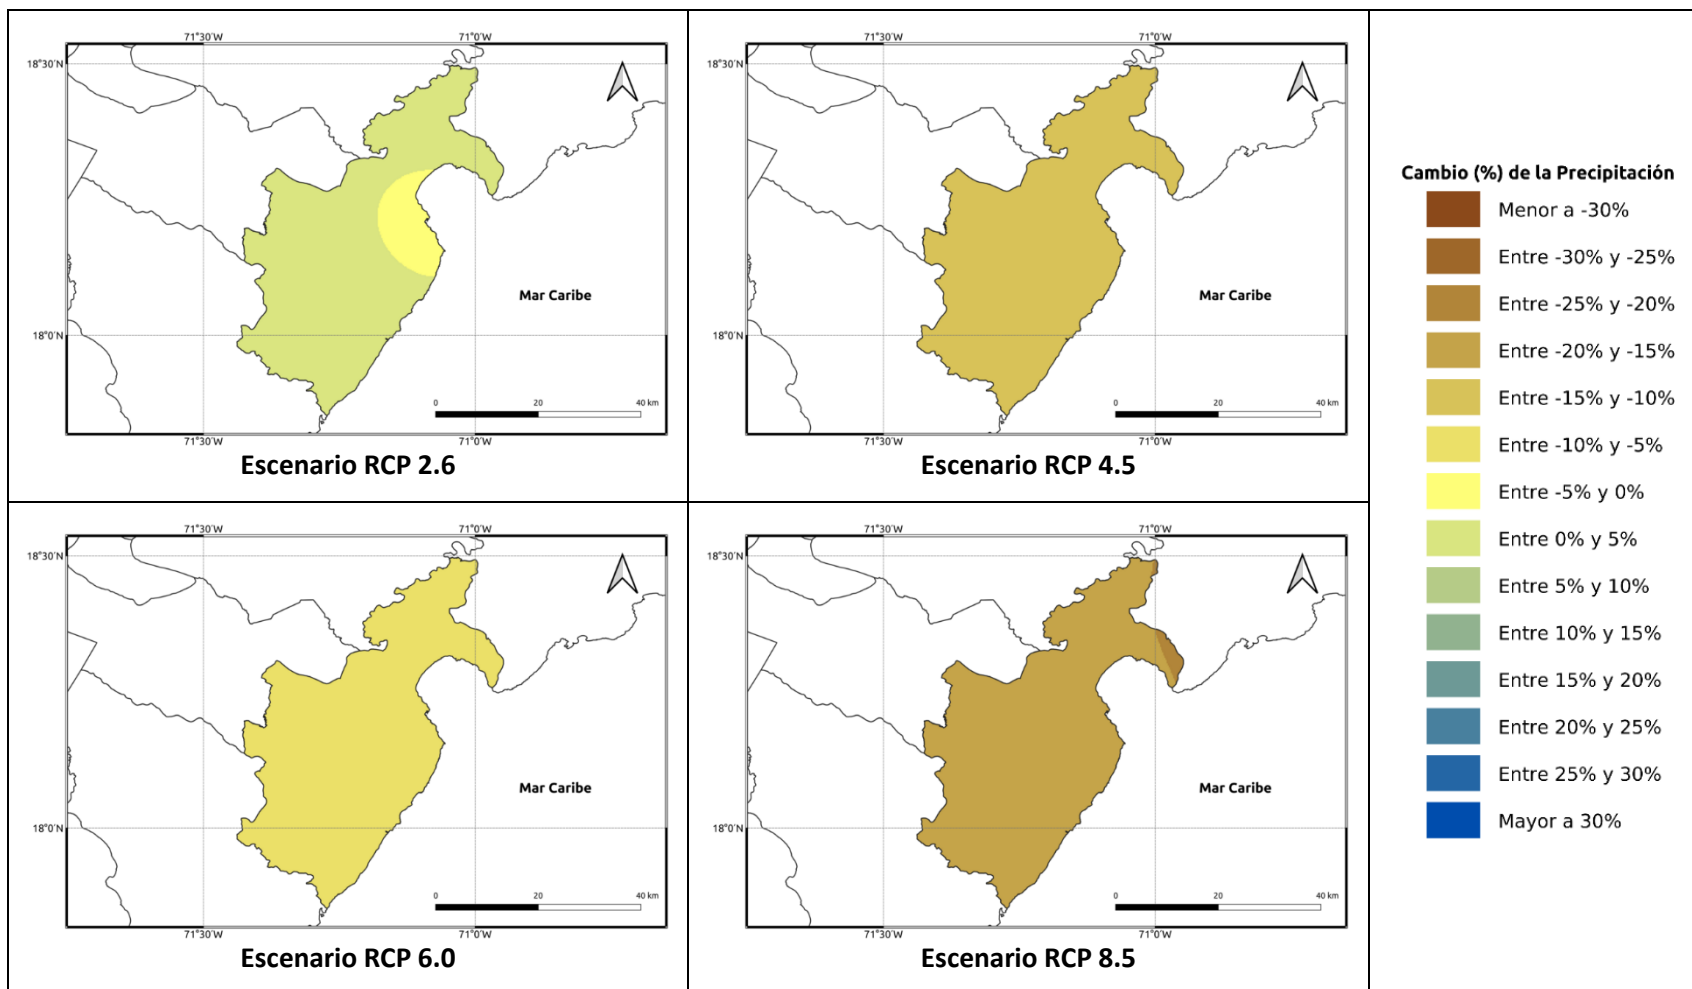 71°30'W
71°0'W
18°30'N
18°0'N
Mar Caribe
0
20
40 km
71°30'W
71°0'W
Escenario RCP 2.6
71°30'W
71°0'W
18°30'N
18°0'N
Mar Caribe
0
20
40 km
71°30'W
71°0'W
Escenario RCP 4.5
71°30'W
71°0'W
18°30'N
18°0'N
Mar Caribe
0
20
40 km
71°30'W
71°0'W
Escenario RCP 6.0
71°30'W
71°0'W
18°30'N
18°0'N
Mar Caribe
0
20
40 km
71°30'W
71°0'W
Escenario RCP 8.5
Cambio (%) de la Precipitación
Menor a -30%
Entre -30% y -25%
Entre -25% y -20%
Entre -20% y -15%
Entre -15% y -10%
Entre -10% y -5%
Entre -5% y 0%
Entre 0% y 5%
Entre 5% y 10%
Entre 10% y 15%
Entre 15% y 20%
Entre 20% y 25%
Entre 25% y 30%
Mayor a 30%